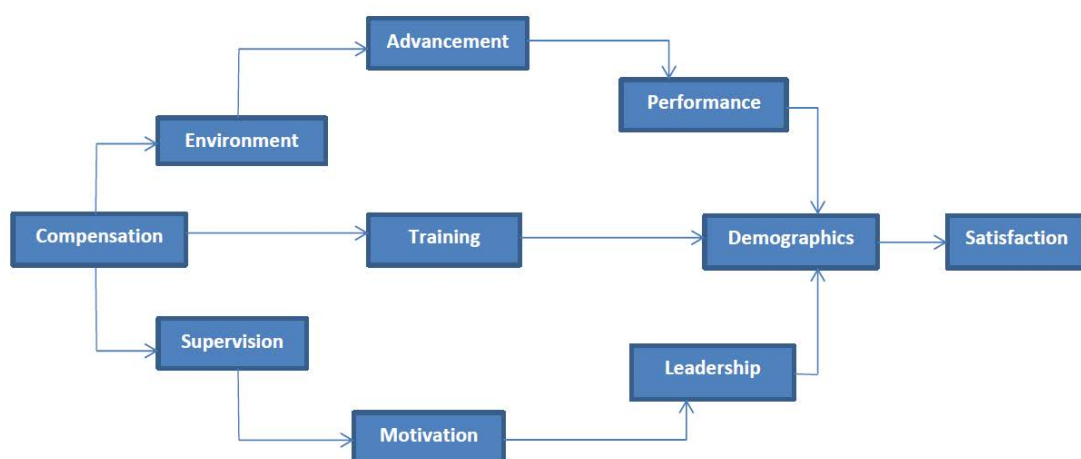 Advancement
Performance
Environment
Compensation
Training
Demographics
Satisfaction
Supervision
Leadership
Motivation